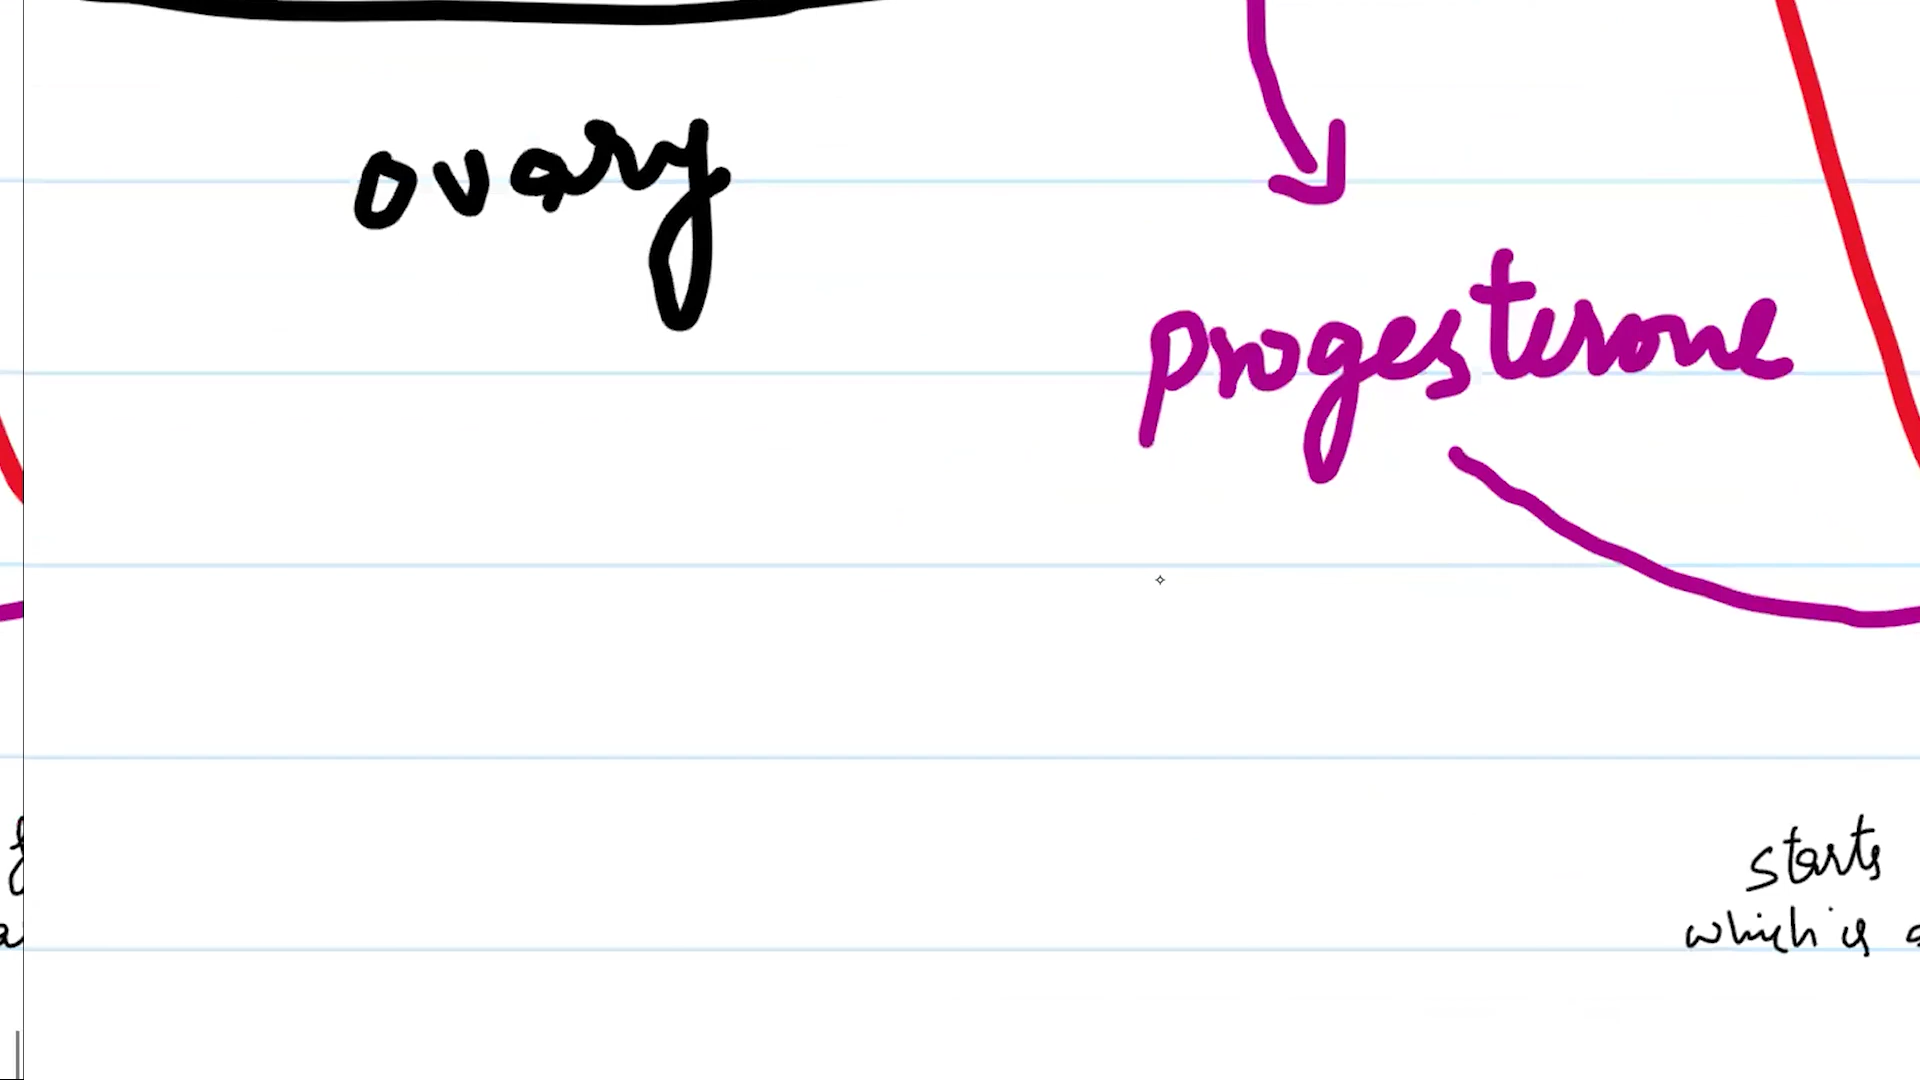 ovary
progesterone
starts
which is